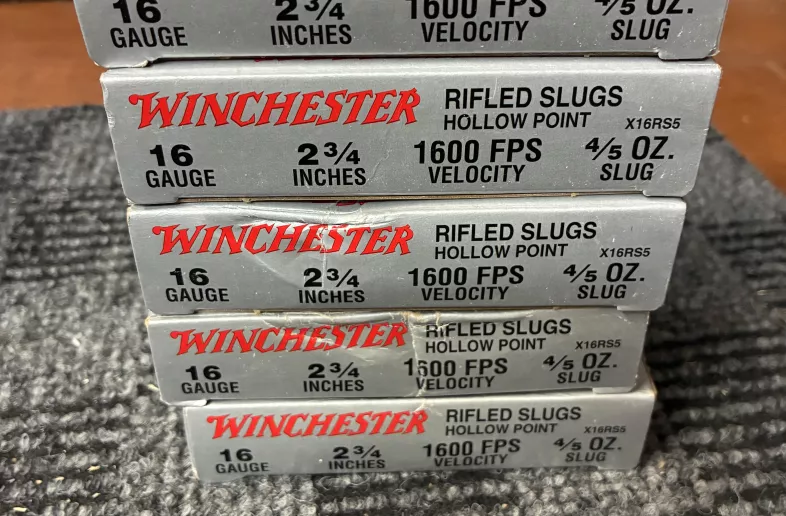 16 2 3/4 1600 FPS 4/5 OZ.
GAUGE INCHES VELOCITY SLUG
WINCHESTER RIFLED SLUGS
HOLLOW POINT X16RS5
16 2 3/4 1600 FPS 4/5 OZ.
GAUGE INCHES VELOCITY SLUG
WINCHESTER RIFLED SLUGS
HOLLOW POINT X16RS5
16 2 3/4 1600 FPS 4/5 OZ.
GAUGE INCHES VELOCITY SLUG
WINCHESTER RIFLED SLUGS
HOLLOW POINT X16RS5
16 2 3/4 1600 FPS 4/5 OZ.
GAUGE INCHES VELOCITY SLUG
WINCHESTER RIFLED SLUGS
HOLLOW POINT X16RS5
16 2 3/4 1600 FPS 4/5 OZ.
GAUGE INCHES VELOCITY SLUG